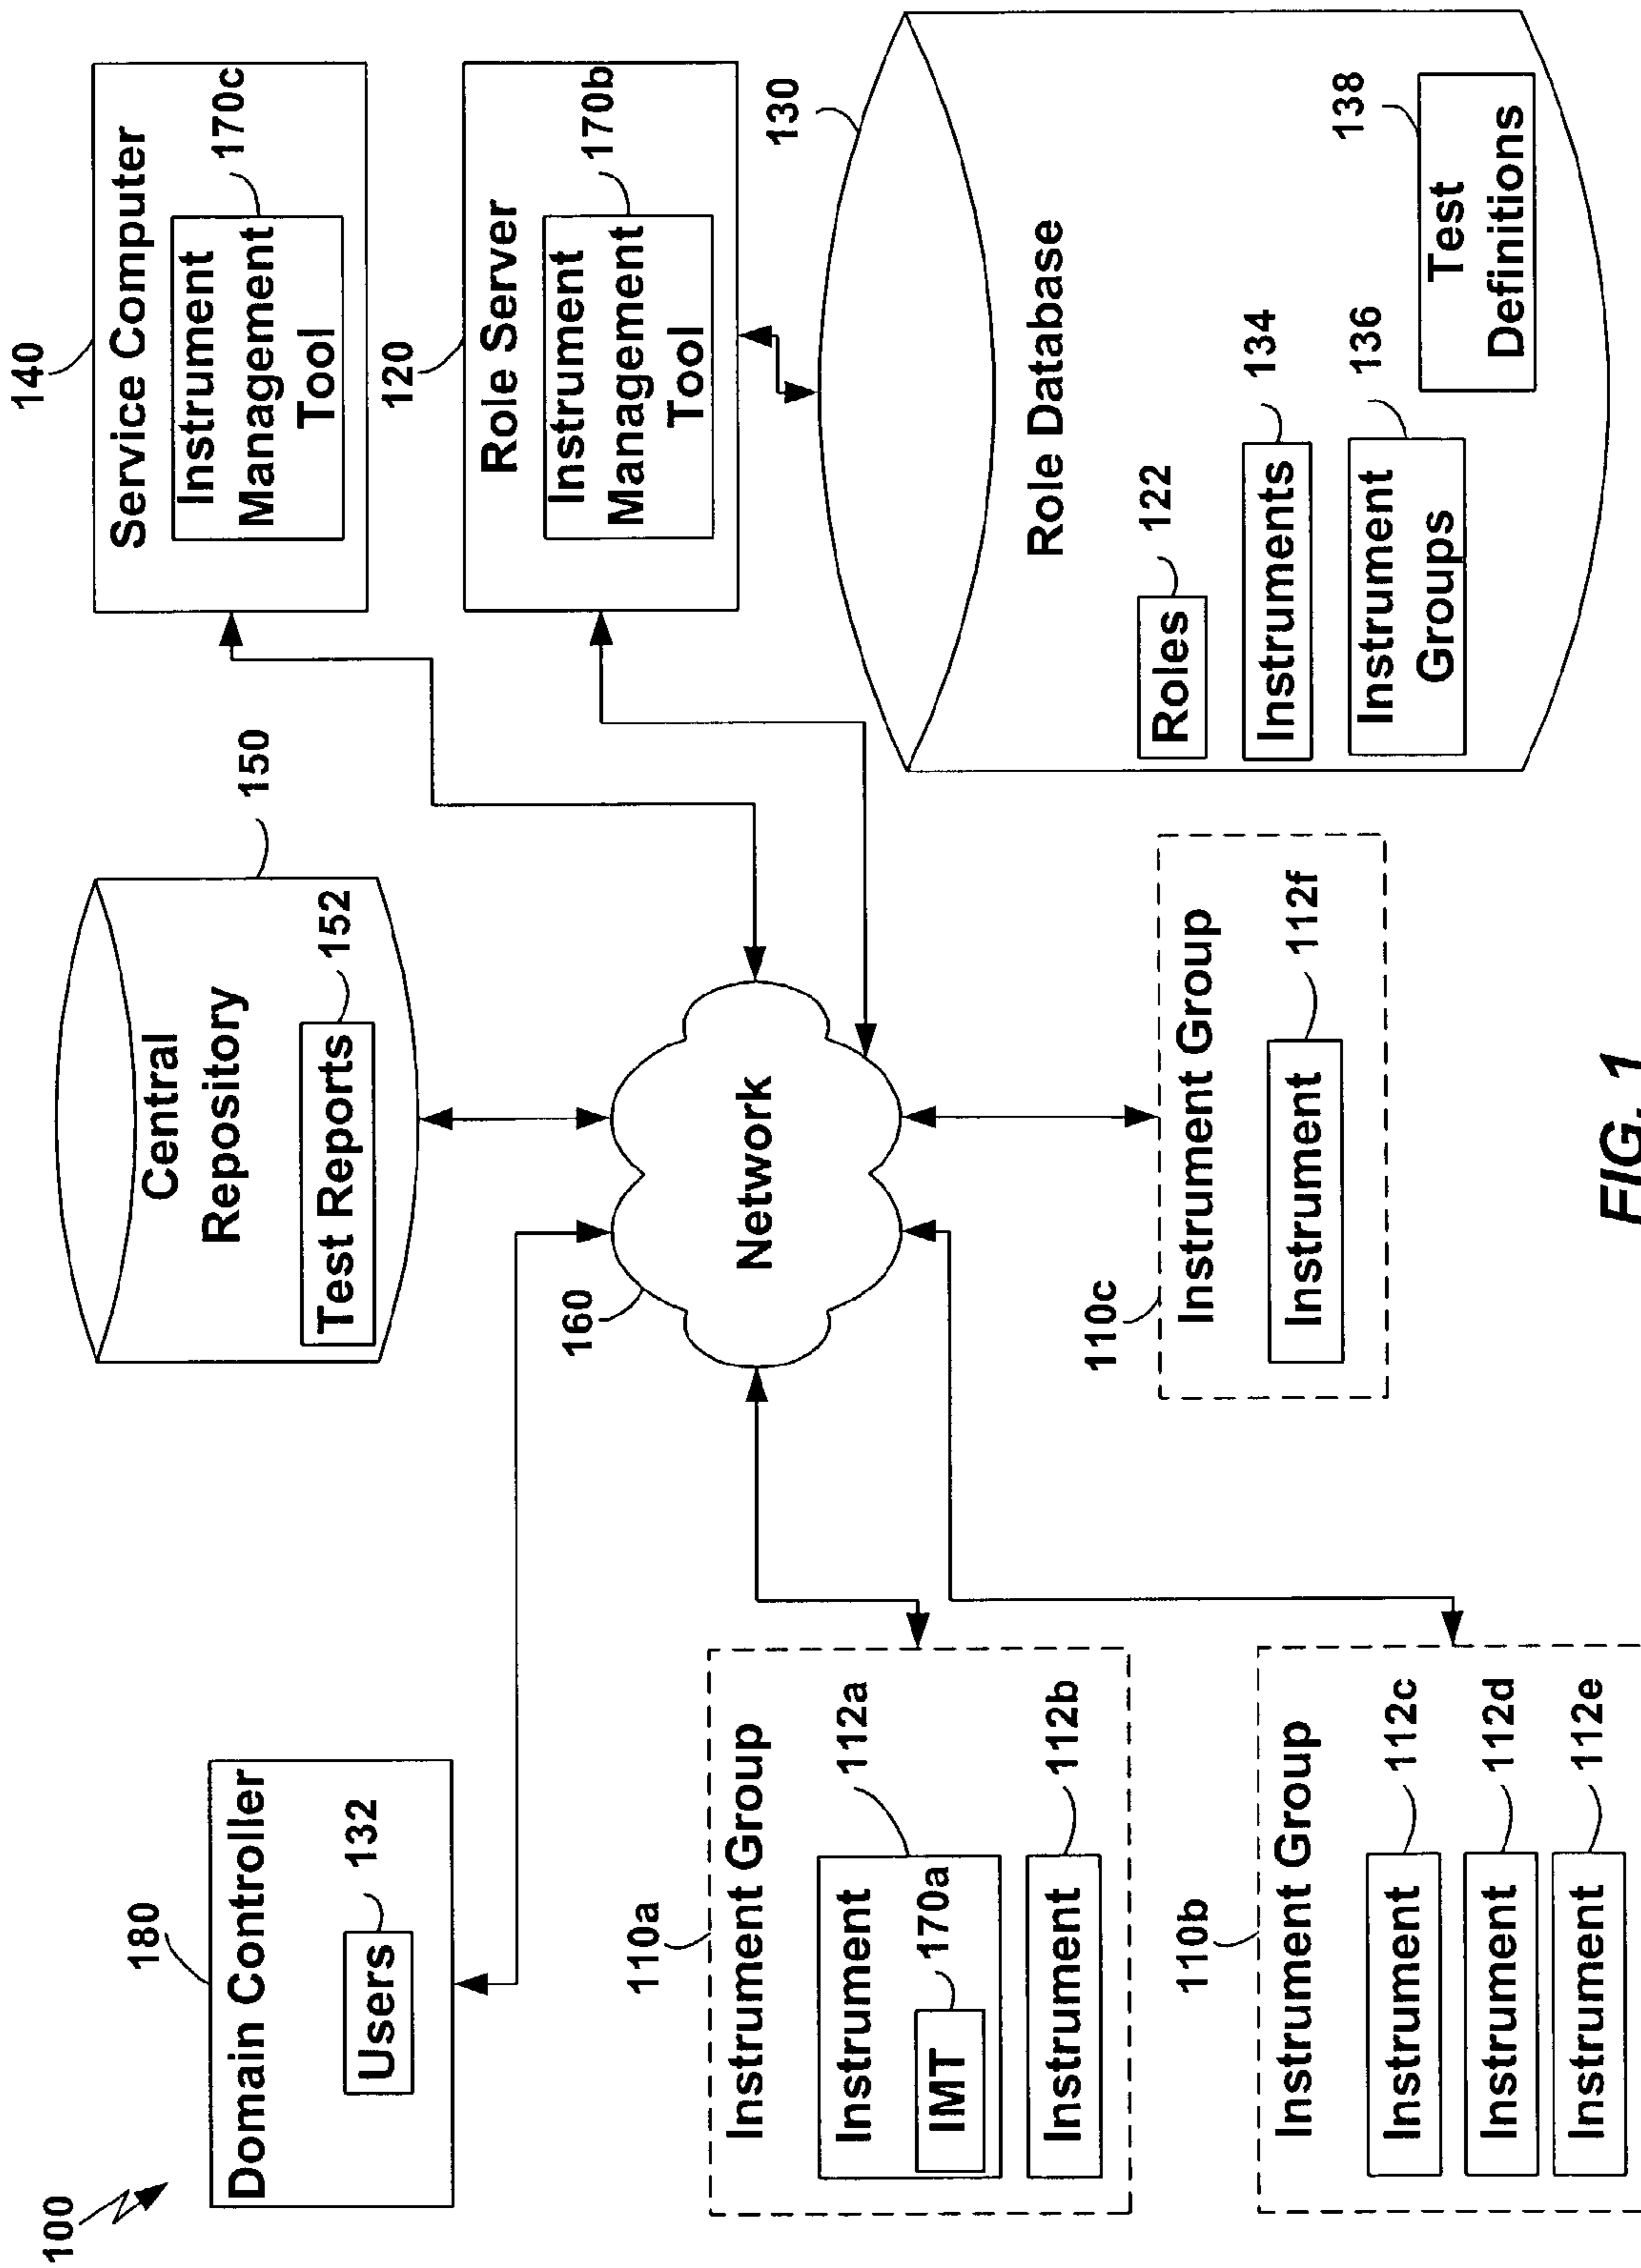 100
180
Domain Controller
Users
132
150
Central
Repository
Test Reports
152
140
Service Computer
Instrument
Management
Tool
170c
120
Role Server
Instrument
Management
Tool
170b
160
Network
110a
Instrument Group
Instrument
112a
IMT
170a
Instrument
112b
110b
Instrument Group
Instrument
112c
Instrument
112d
Instrument
112e
110c
Instrument Group
Instrument
112f
130
Role Database
Roles
122
Instruments
134
Instrument
Groups
136
Test
Definitions
138
FIG. 1